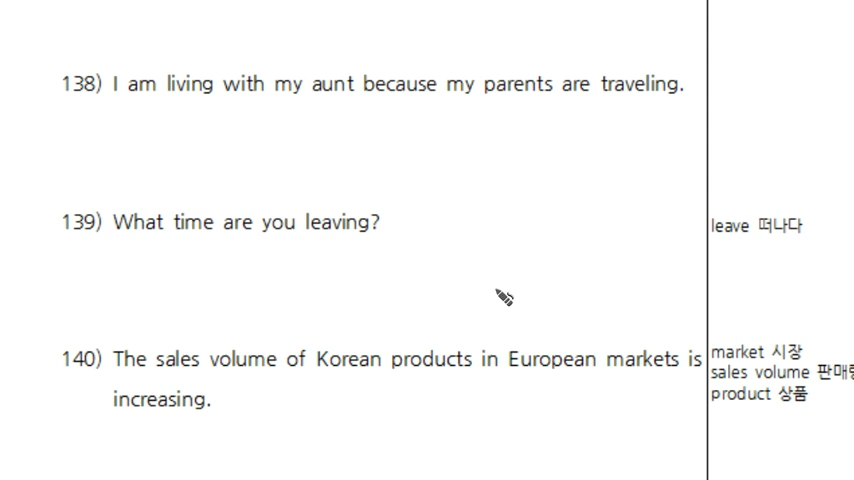 138) I am living with my aunt because my parents are traveling.
139) What time are you leaving?
leave 떠나다
140) The sales volume of Korean products in European markets is
increasing.
market 시장
sales volume
product 상품